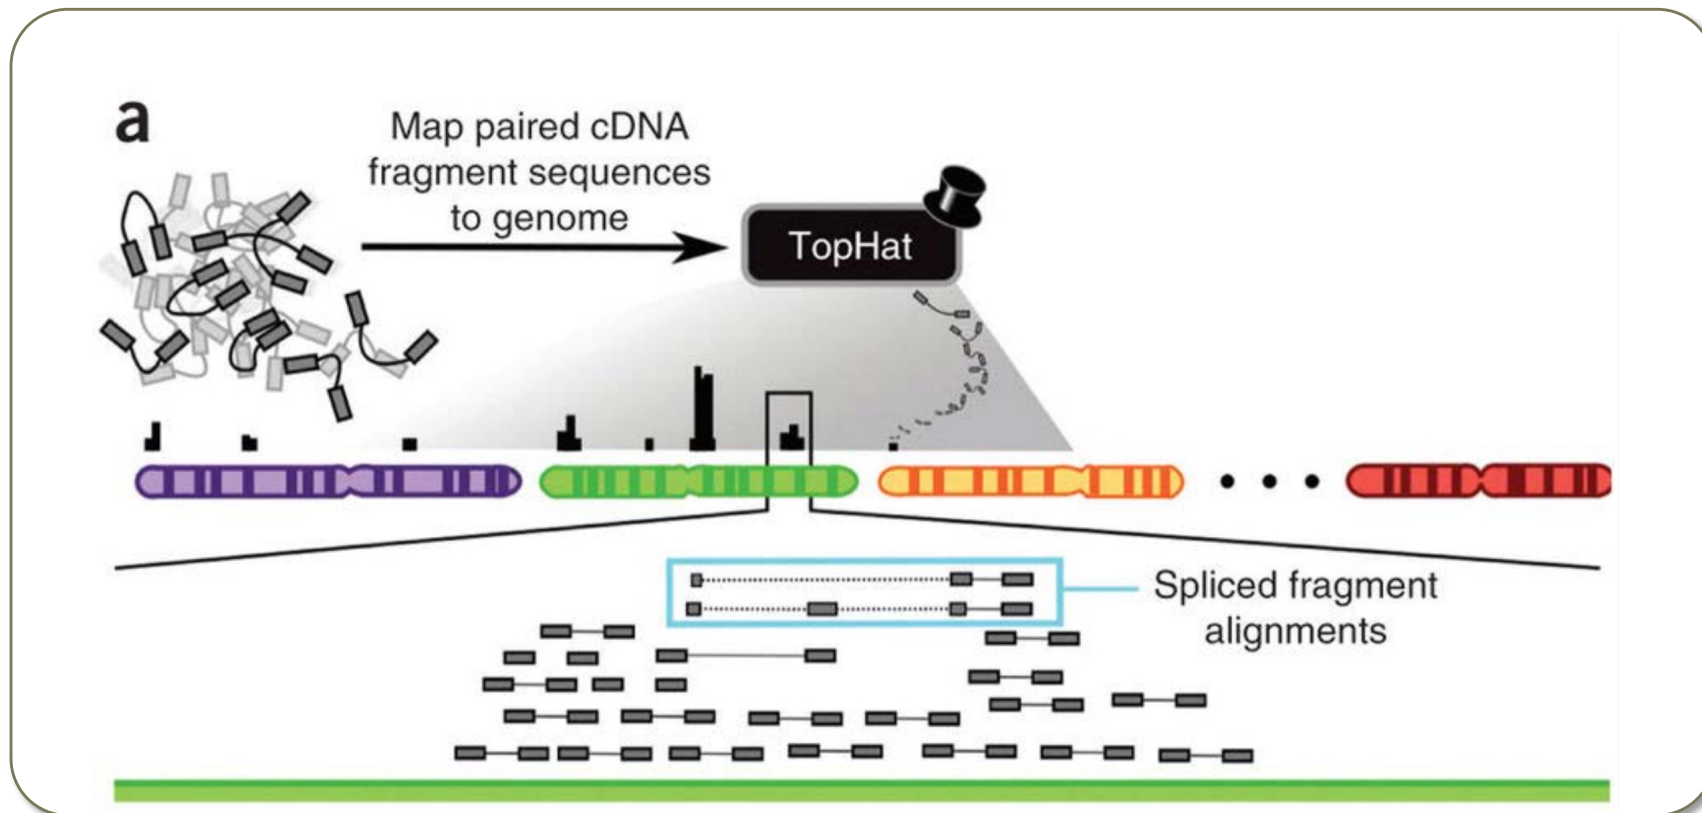 a
Map paired cDNA
fragment sequences
to genome
TopHat
Spliced fragment
alignments